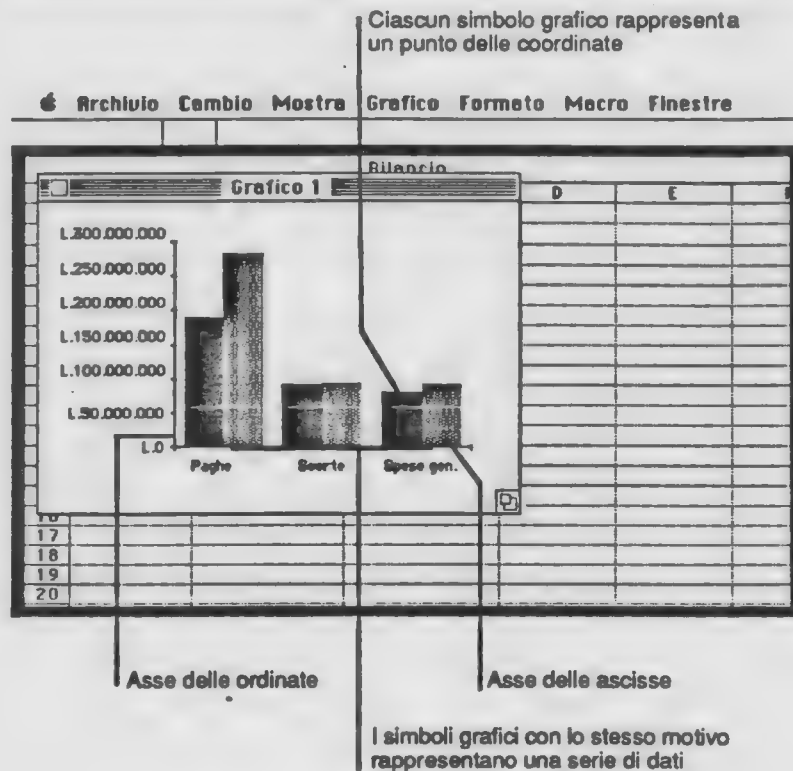 Ciascun simbolo grafico rappresenta
un punto delle coordinate
Archivio Cambio Mostra Grafico Formato Macro Finestre
Bilancio
Grafico 1
D E
L.300.000.000
L.250.000.000
L.200.000.000
L.150.000.000
L.100.000.000
L.50.000.000
L.0
Paghe Scorte Spese gen.
16
17
18
19
20
Asse delle ordinate Asse delle ascisse
I simboli grafici con lo stesso motivo
rappresentano una serie di dati